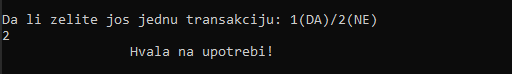 Da li zelite jos jednu transakciju: 1(DA)/2(NE)
2
Hvala na upotrebi!